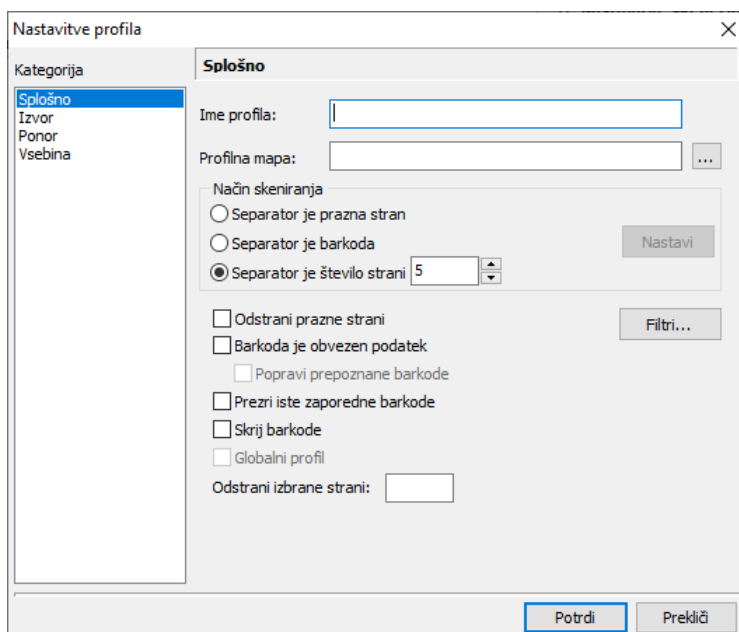 Nastavitve profila
Kategorija
Splošno
Izvor
Ponor
Vsebina
Splošno
Ime profila:
Profilna mapa:
...
Način skeniranja
Separator je prazna stran
Separator je barkoda
Nastavi
Separator je število strani 5
Odstrani prazne strani
Filtri...
Barkoda je obvezen podatek
Popravi prepoznane barkode
Prezri iste zaporedne barkode
Skrij barkode
Globalni profil
Odstrani izbrane strani:
Potrdi
Prekliči